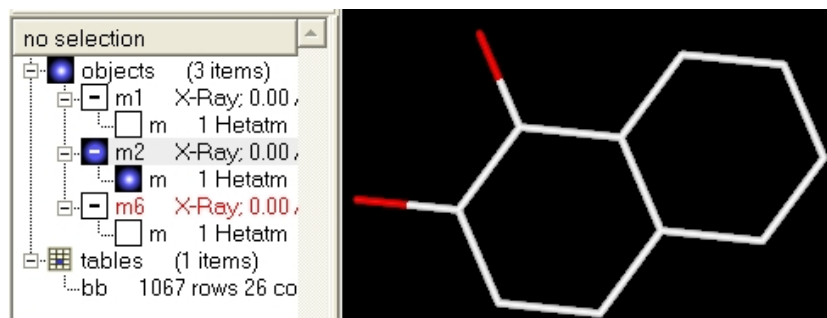 no selection
objects (3 items)
m1 X-Ray; 0.00
m 1 Hetatm
m2 X-Ray; 0.00
m 1 Hetatm
m6 X-Ray; 0.00
m 1 Hetatm
tables (1 items)
bb 1067 rows 26 co